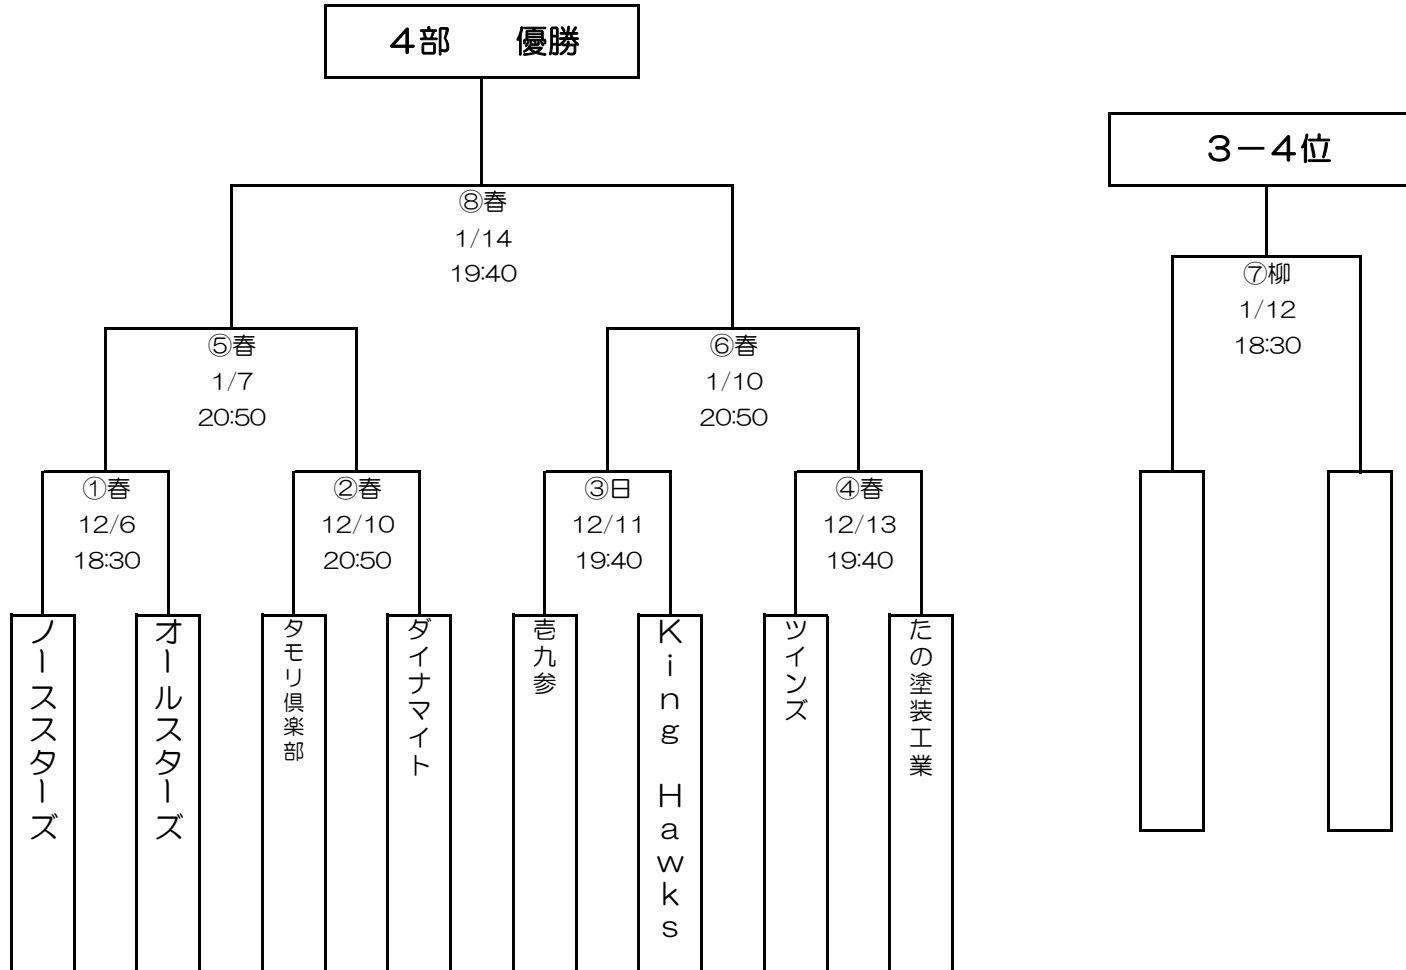 ４部　　優勝
３－４位
⑧春
1/14
19:40
⑦柳
1/12
18:30
⑤春
1/7
20:50
⑥春
1/10
20:50
①春
12/6
18:30
②春
12/10
20:50
③日
12/11
19:40
④春
12/13
19:40
ノーススターズ
オールスターズ
タモリ倶楽部
ダイナマイト
壱九参
Ｋｉｎｇ　Ｈａｗｋｓ
ツインズ
たの塗装工業